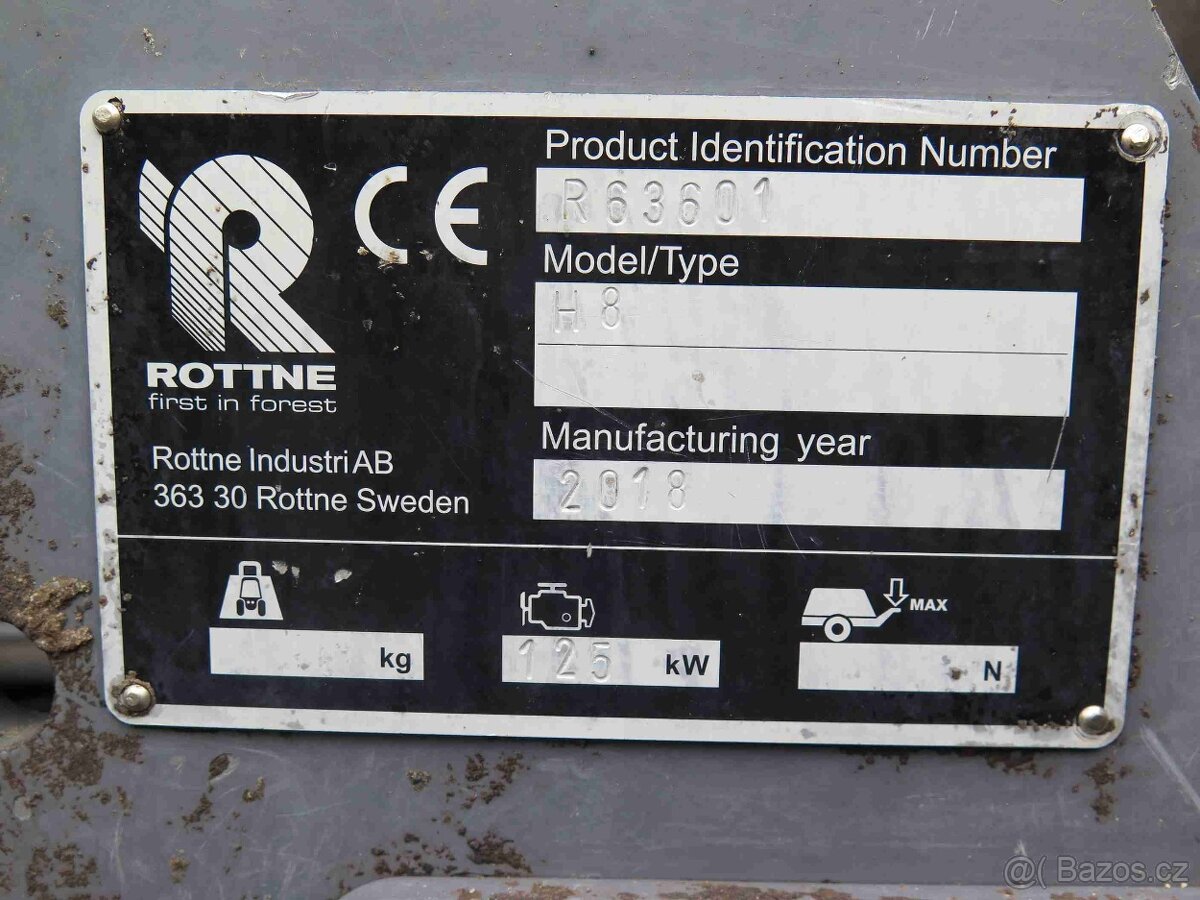 Product Identification Number
R63601
CE
Model/Type
H8
ROTTNE
first in forest
Manufacturing year
2018
Rottne Industri AB
363 30 Rottne Sweden
kg
125 kW
MAX
N
@( Bazos.cz